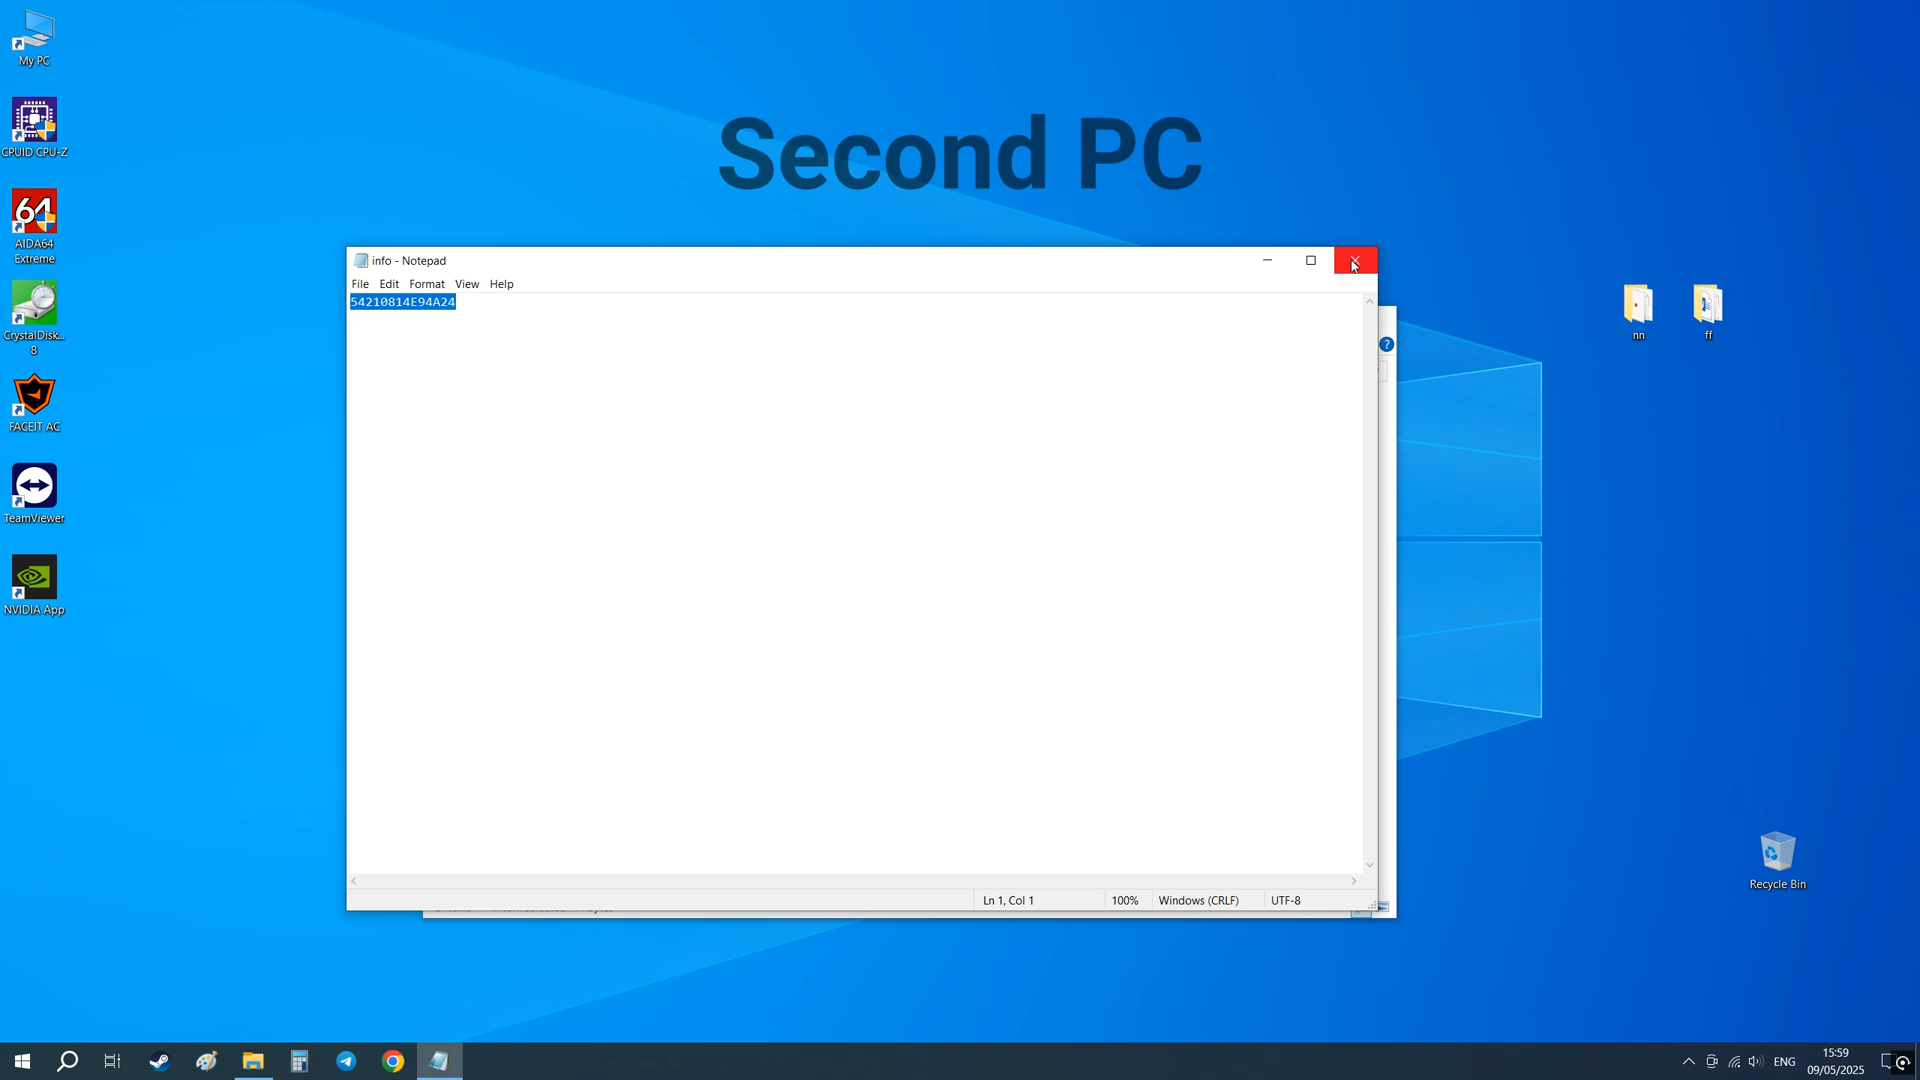 My PC
CPUID CPU-Z
64
AIDA64
Extreme
CrystalDisk...
8
FACEIT AC
TeamViewer
NVIDIA App
Second PC
info - Notepad
File Edit Format View Help
54210814E94A24
?
Ln 1, Col 1 100% Windows (CRLF) UTF-8
nn
ff
Recycle Bin
ENG
15:59
09/05/2025